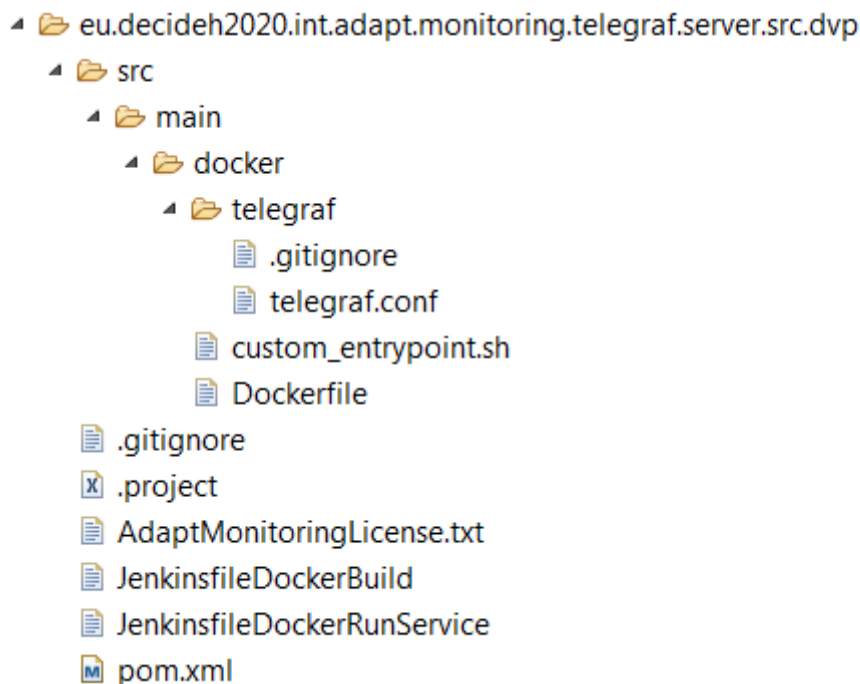 eu.decideh2020.int.adapt.monitoring.telegraf.server.src.dvp
src
main
docker
telegraf
.gitignore
telegraf.conf
custom_entrypoint.sh
Dockerfile
.gitignore
.project
AdaptMonitoringLicense.txt
JenkinsfileDockerBuild
JenkinsfileDockerRunService
pom.xml